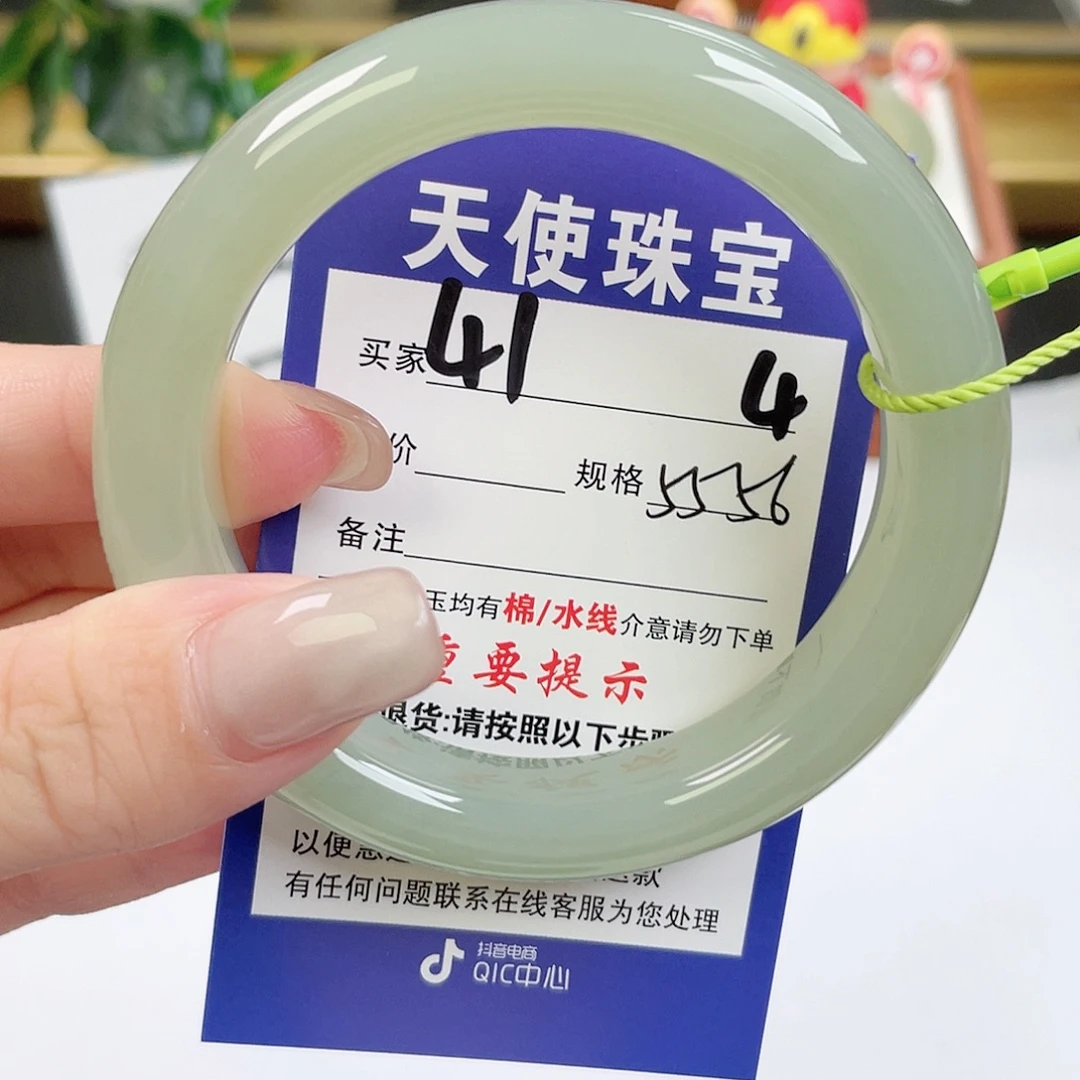 天使珠宝
买家 41 4
价 规格 5556
备注
玉均有棉/水线介意请勿下单
重要提示
退货:请按照以下步骤
以便
有任何问题联系在线客服为您处理
抖音电商
QIC中心